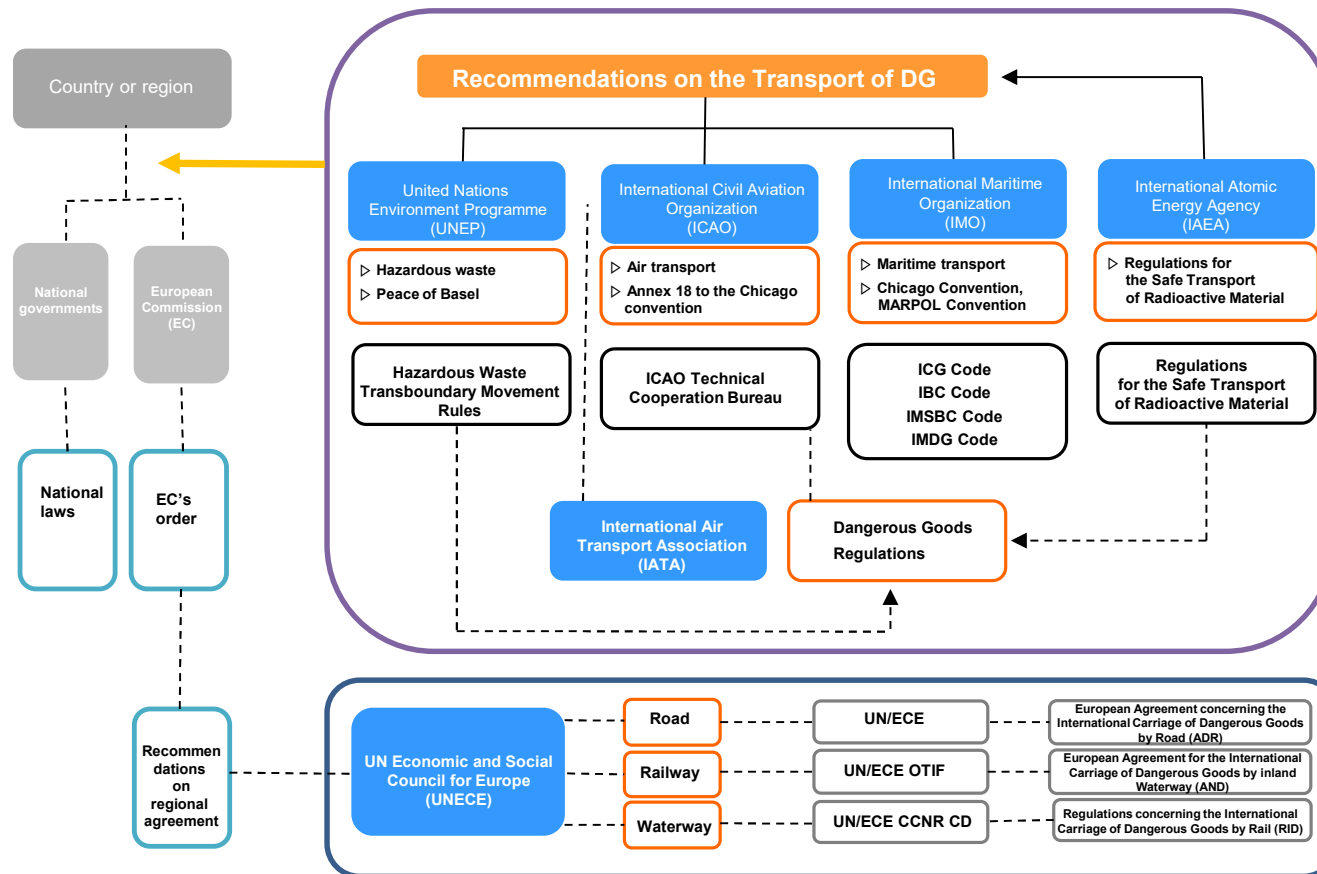 Country or region
Recommendations on the Transport of DG
United Nations
Environment Programme
(UNEP)
International Civil Aviation
Organization
(ICAO)
International Maritime
Organization
(IMO)
International Atomic
Energy Agency
(IAEA)
National
governments
European
Commission
(EC)
▷ Hazardous waste
▷ Peace of Basel
▷ Air transport
▷ Annex 18 to the Chicago
convention
▷ Maritime transport
▷ Chicago Convention,
MARPOL Convention
▷ Regulations for
the Safe Transport
of Radioactive Material
Hazardous Waste
Transboundary Movement
Rules
ICAO Technical
Cooperation Bureau
ICG Code
IBC Code
IMSBC Code
IMDG Code
Regulations
for the Safe Transport
of Radioactive Material
National
laws
EC's
order
International Air
Transport Association
(IATA)
Dangerous Goods
Regulations
Recommen
dations
on
regional
agreement
UN Economic and Social
Council for Europe
(UNECE)
Road
UN/ECE
European Agreement concerning the
International Carriage of Dangerous Goods
by Road (ADR)
Railway
UN/ECE OTIF
European Agreement for the International
Carriage of Dangerous Goods by inland
Waterway (AND)
Waterway
UN/ECE CCNR CD
Regulations concerning the International
Carriage of Dangerous Goods by Rail (RID)